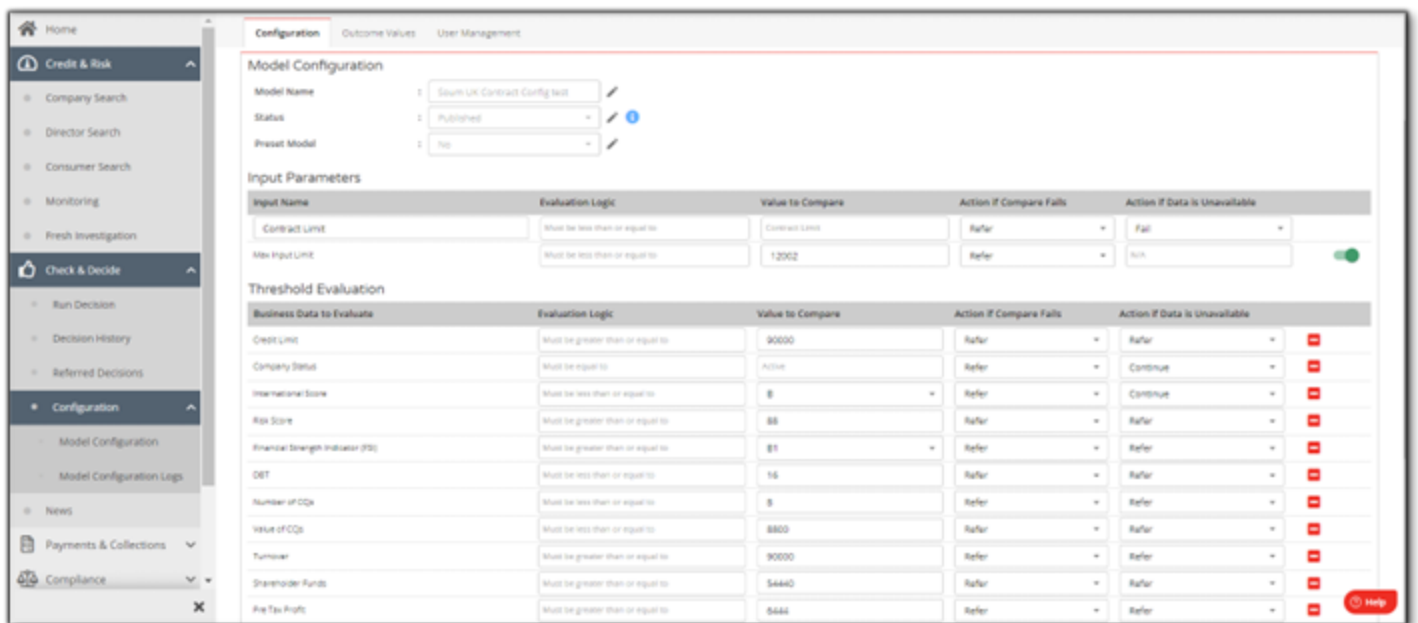 Home
Credit & Risk
Company Search
Director Search
Consumer Search
Monitoring
Fresh Investigation
Check & Decide
Run Decision
Decision History
Referred Decisions
Configuration
Model Configuration
Model Configuration Logs
News
Payments & Collections
Compliance
Configuration Outcome Values User Management
Model Configuration
Model Name : Config test
Status : Published
Preset Model : No
Input Parameters
Input Name Evaluation Logic Value to Compare Action if Compare Fails Action if Data is Unavailable
Contract Limit Must be less than or equal to Contract Limit Refer Fail
Max Input Limit Must be less than or equal to 12002 Refer N/A
Threshold Evaluation
Business Data to Evaluate Evaluation Logic Value to Compare Action if Compare Fails Action if Data is Unavailable
Credit Limit Must be greater than or equal to 90000 Refer Refer
Company Status Must be equal to Active Refer Continue
International Score Must be less than or equal to Refer Continue
Risk Score Must be greater than or equal to 88 Refer Refer
Financial Strength Indicator (FSI) Must be greater than or equal to Refer Refer
DBT Must be less than or equal to 16 Refer Refer
Number of CCJs Must be less than or equal to Refer Refer
Value of CCJs Must be less than or equal to 8800 Refer Refer
Turnover Must be greater than or equal to 90000 Refer Refer
Shareholder Funds Must be greater than or equal to 54440 Refer Refer
Pre Tax Profit Must be greater than or equal to Refer Refer
Help